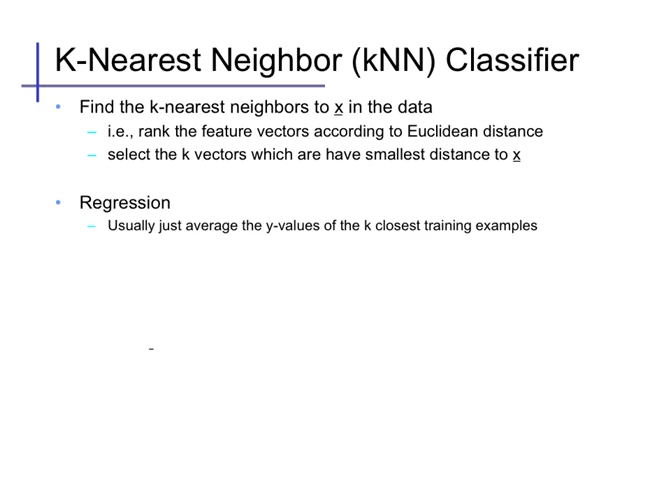 K-Nearest Neighbor (kNN) Classifier
• Find the k-nearest neighbors to x in the data
– i.e., rank the feature vectors according to Euclidean distance
– select the k vectors which are have smallest distance to x
• Regression
– Usually just average the y-values of the k closest training examples
-